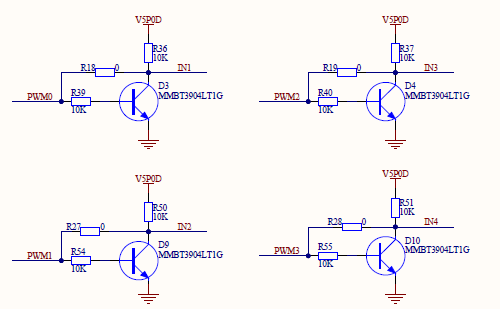 V5P0D
R36
10K
R18 0
IN1
D3
MMBT3904LT1G
PWM0
R39
10K
V5P0D
R37
10K
R19 0
IN3
D4
MMBT3904LT1G
PWM2
R40
10K
V5P0D
R50
10K
R27 0
IN2
D9
MMBT3904LT1G
PWM1
R54
10K
V5P0D
R51
10K
R28 0
IN4
D10
MMBT3904LT1G
PWM3
R55
10K